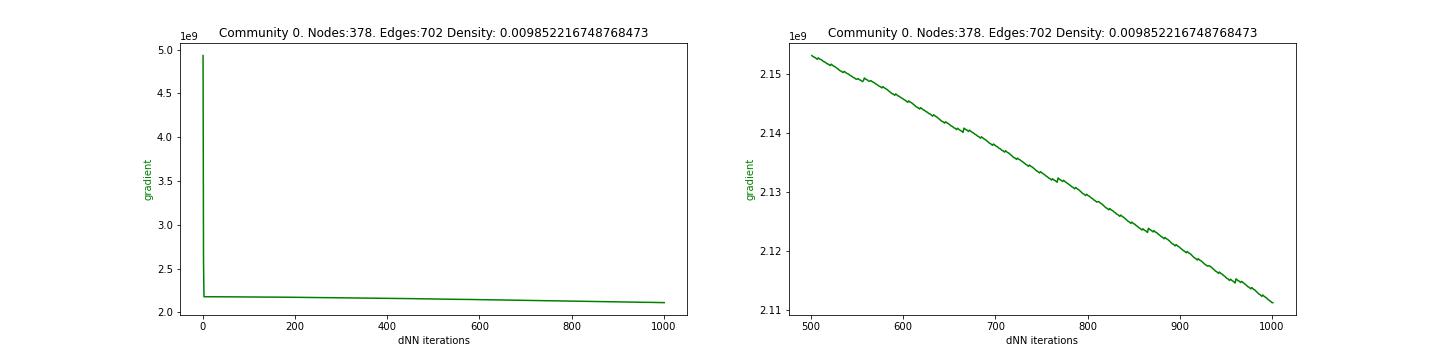 Community 0. Nodes:378. Edges:702 Density: 0.009852216748768473
1e9
5.0
4.5
4.0
3.5
3.0
2.5
2.0
gradient
0 200 400 600 800 1000
dNN iterations
Community 0. Nodes:378. Edges:702 Density: 0.009852216748768473
1e9
2.15
2.14
2.13
2.12
2.11
gradient
500 600 700 800 900 1000
dNN iterations